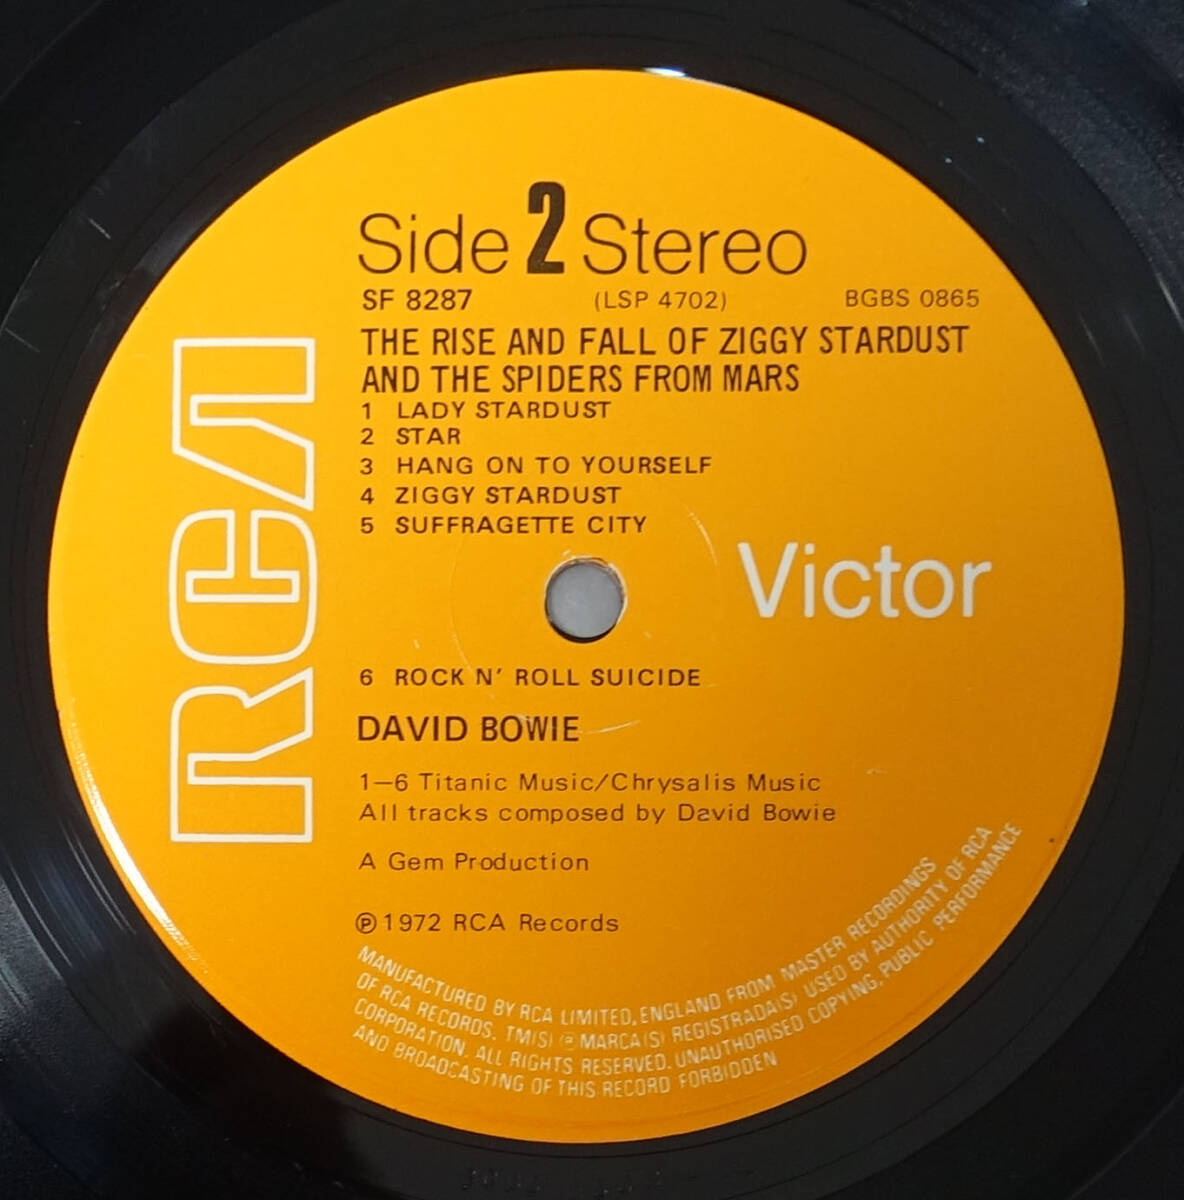 Side 2 Stereo
SF 8287 (LSP 4702) BGBS 0865
THE RISE AND FALL OF ZIGGY STARDUST
AND THE SPIDERS FROM MARS
1 LADY STARDUST
2 STAR
3 HANG ON TO YOURSELF
4 ZIGGY STARDUST
5 SUFFRAGETTE CITY
RCA
Victor
6 ROCK N' ROLL SUICIDE
DAVID BOWIE
1–6 Titanic Music/Chrysalis Music
All tracks composed by David Bowie
A Gem Production
℗ 1972 RCA Records
MANUFACTURED BY RCA LIMITED, ENGLAND FROM MASTER RECORDINGS
OF RCA RECORDS. TM(S) ® MARCA(S) REGISTRADA(S) USED BY AUTHORITY OF RCA
CORPORATION. ALL RIGHTS RESERVED. UNAUTHORISED COPYING, PUBLIC PERFORMANCE
AND BROADCASTING OF THIS RECORD FORBIDDEN